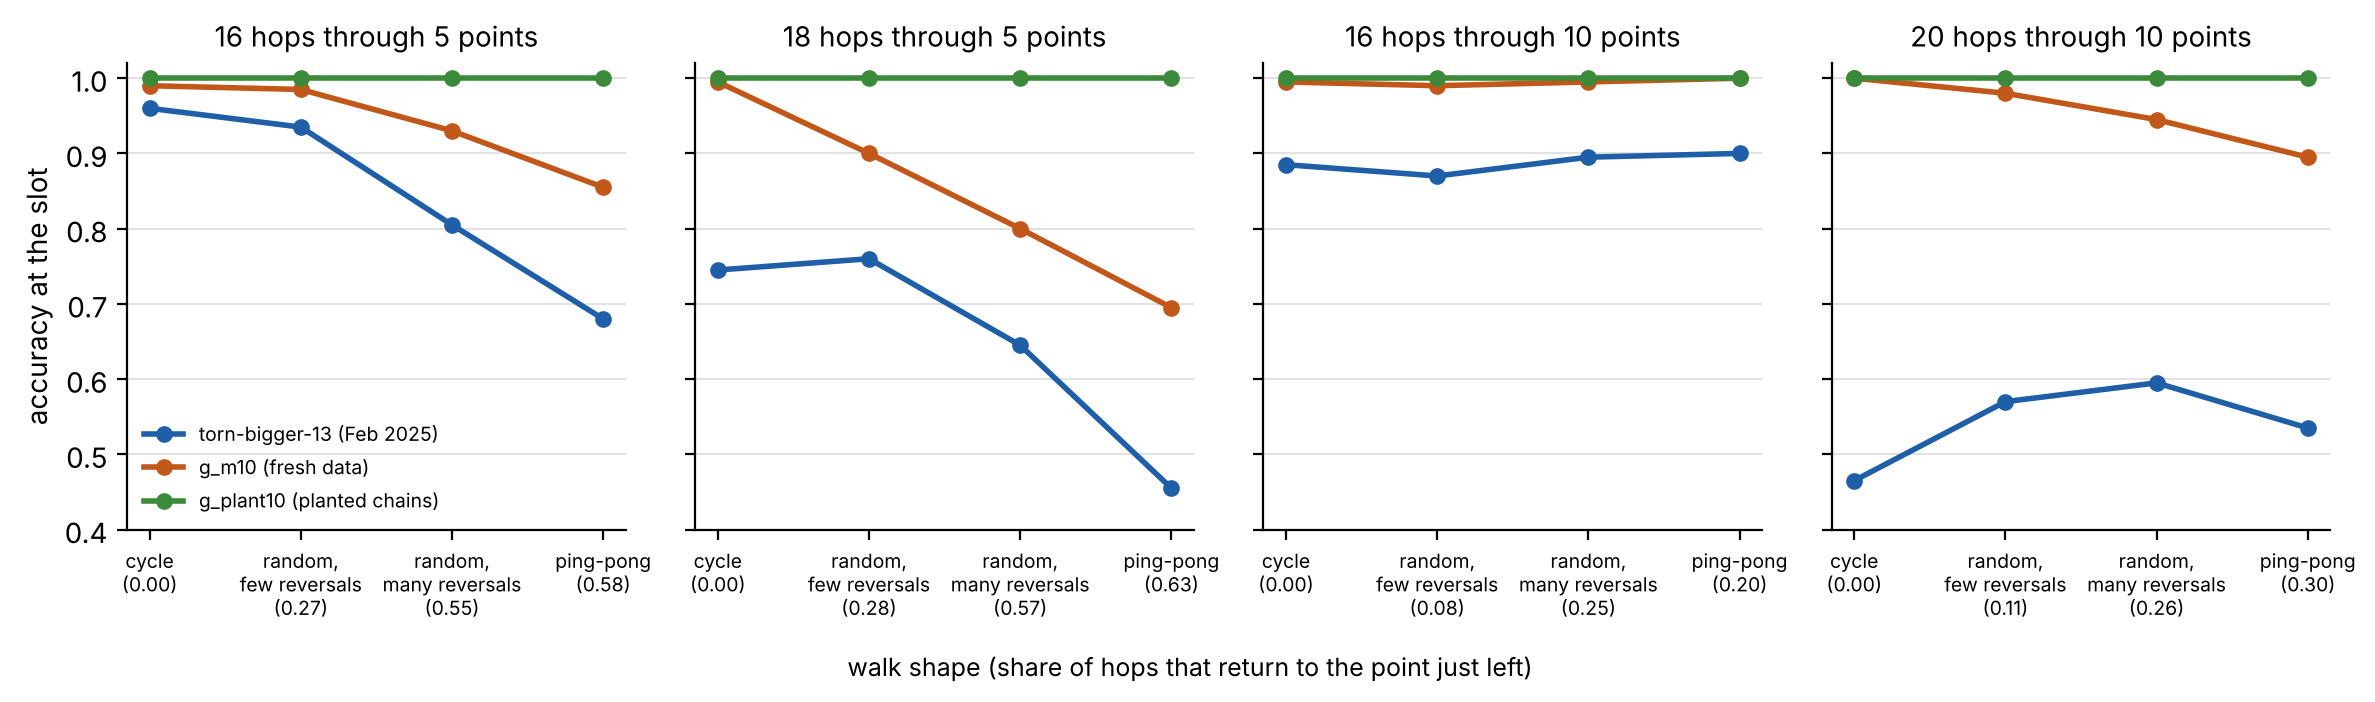 16 hops through 5 points
18 hops through 5 points
16 hops through 10 points
20 hops through 10 points
accuracy at the slot
1.0
0.9
0.8
0.7
0.6
0.5
0.4
torn-bigger-13 (Feb 2025)
g_m10 (fresh data)
g_plant10 (planted chains)
cycle
(0.00)
random,
few reversals
(0.27)
random,
many reversals
(0.55)
ping-pong
(0.58)
cycle
(0.00)
random,
few reversals
(0.28)
random,
many reversals
(0.57)
ping-pong
(0.63)
cycle
(0.00)
random,
few reversals
(0.08)
random,
many reversals
(0.25)
ping-pong
(0.20)
cycle
(0.00)
random,
few reversals
(0.11)
random,
many reversals
(0.26)
ping-pong
(0.30)
walk shape (share of hops that return to the point just left)